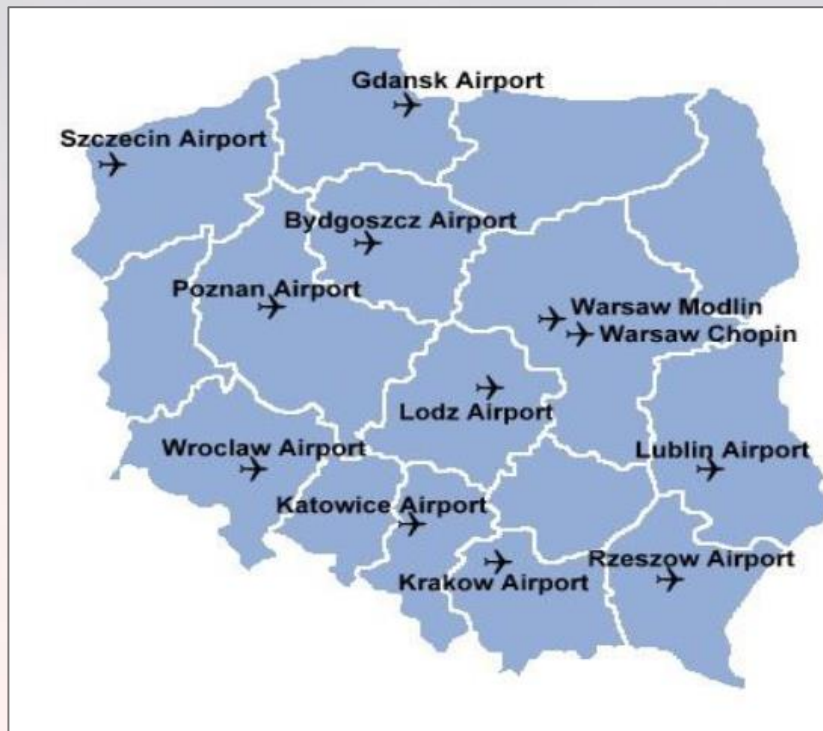 Gdansk Airport
Szczecin Airport
Bydgoszcz Airport
Poznan Airport
Warsaw Modlin
Warsaw Chopin
Lodz Airport
Wroclaw Airport
Lublin Airport
Katowice Airport
Rzeszow Airport
Krakow Airport